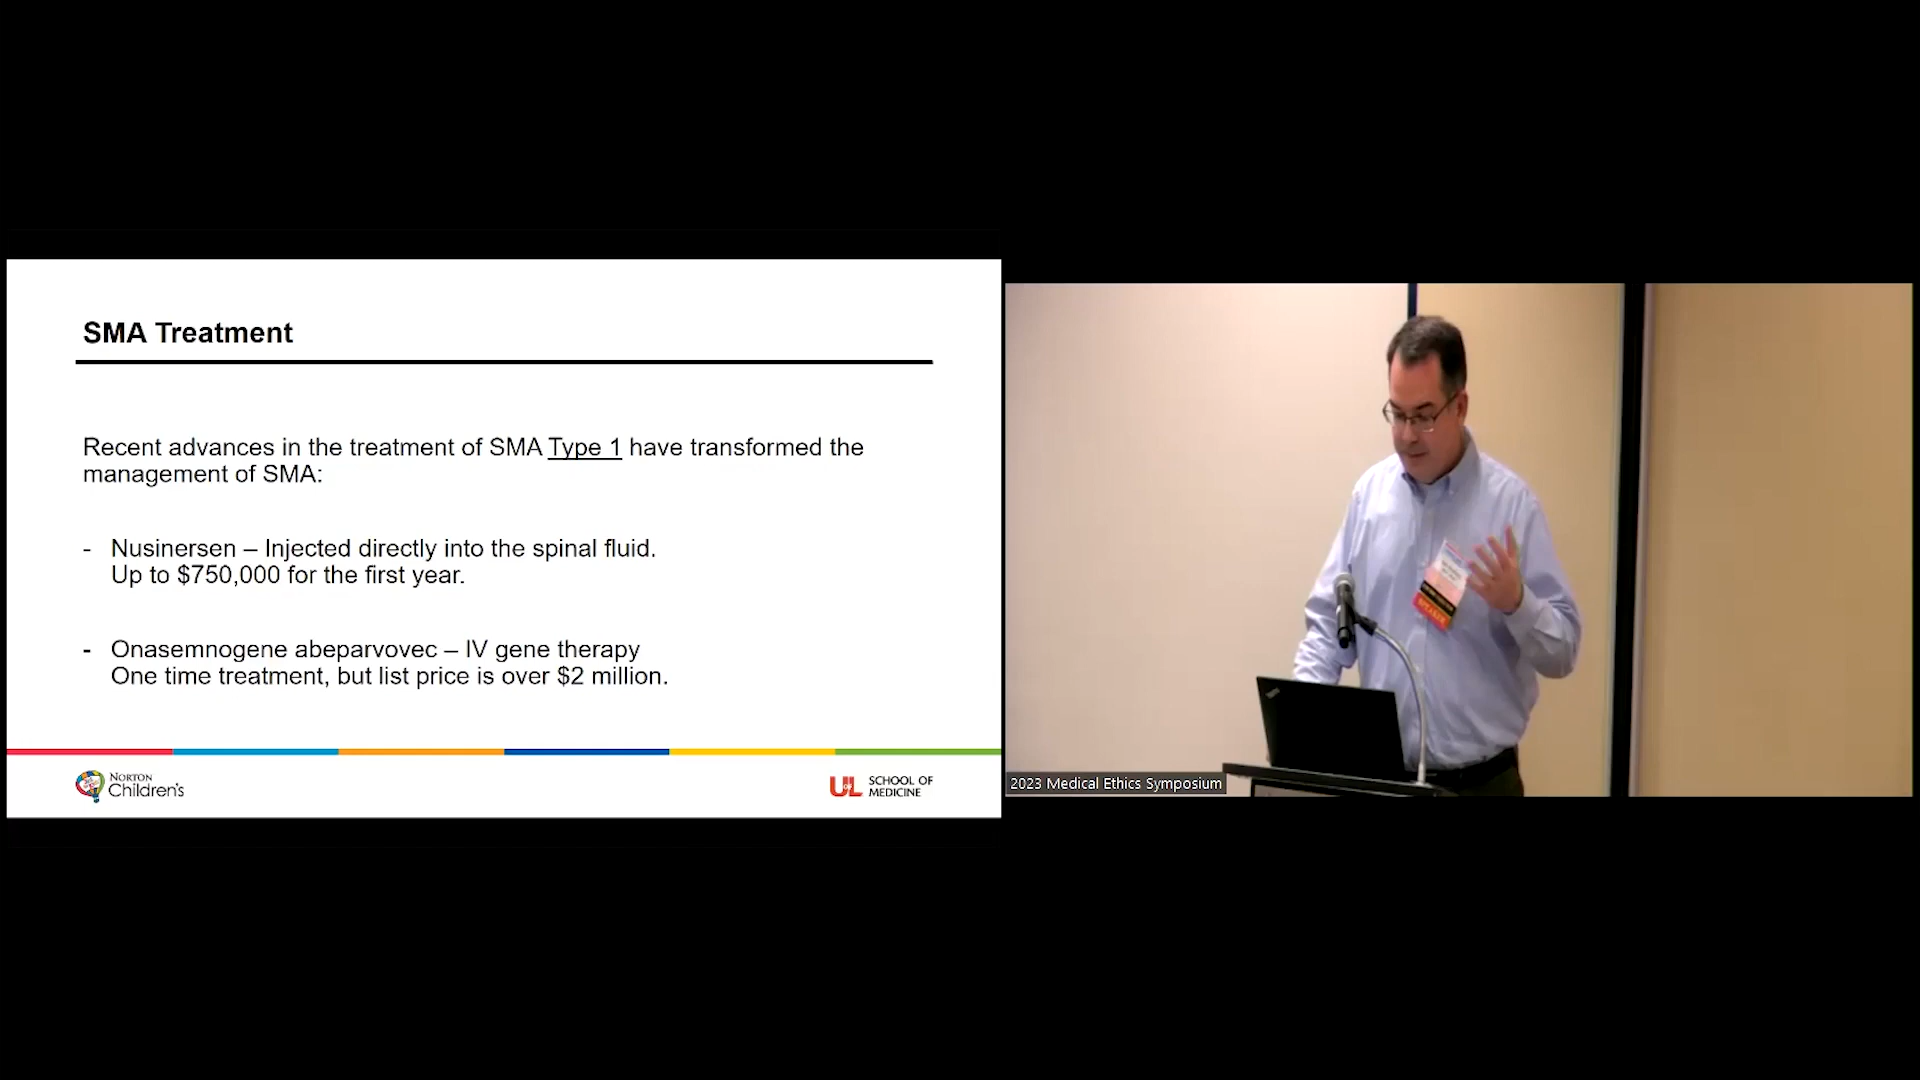 SMA Treatment
Recent advances in the treatment of SMA Type 1 have transformed the
management of SMA:
- Nusinersen – Injected directly into the spinal fluid.
Up to $750,000 for the first year.
- Onasemnogene abeparvovec – IV gene therapy
One time treatment, but list price is over $2 million.
NORTON
Children's
UofL
SCHOOL OF
MEDICINE
SPEAKER
2023 Medical Ethics Symposium